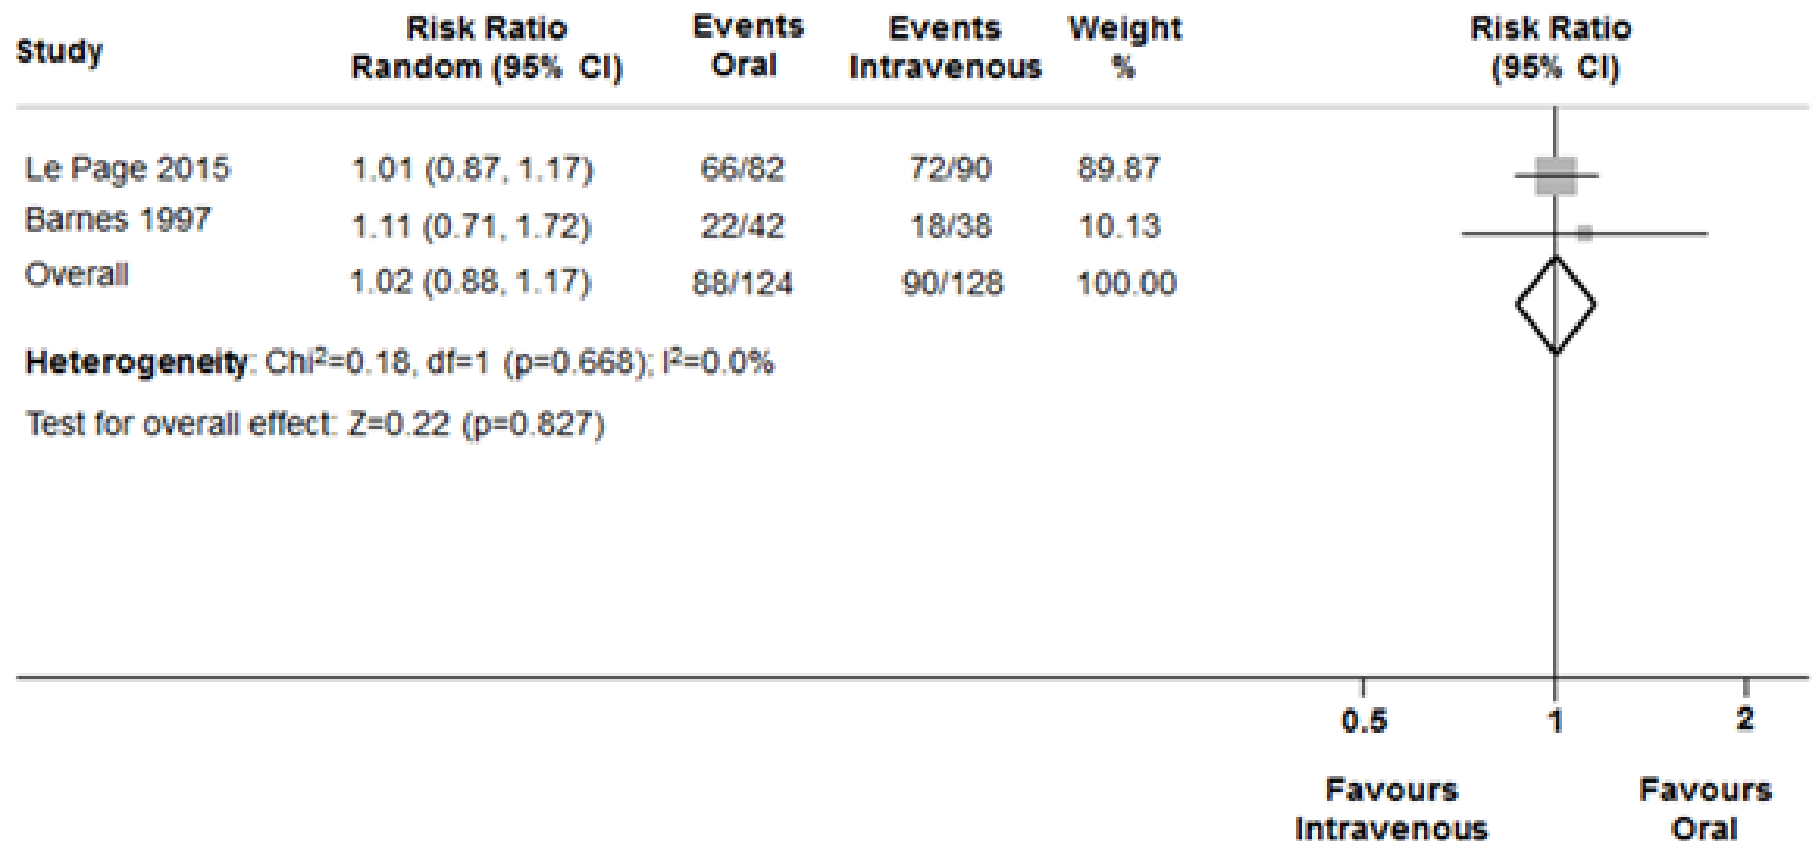 Study Risk Ratio Random (95% CI) Events Oral Events Intravenous Weight % Risk Ratio (95% CI)
Le Page 2015 1.01 (0.87, 1.17) 66/82 72/90 89.87
Barnes 1997 1.11 (0.71, 1.72) 22/42 18/38 10.13
Overall 1.02 (0.88, 1.17) 88/124 90/128 100.00
Heterogeneity: Chi²=0.18, df=1 (p=0.668); I²=0.0%
Test for overall effect: Z=0.22 (p=0.827)
0.5 1 2
Favours Intravenous Favours Oral